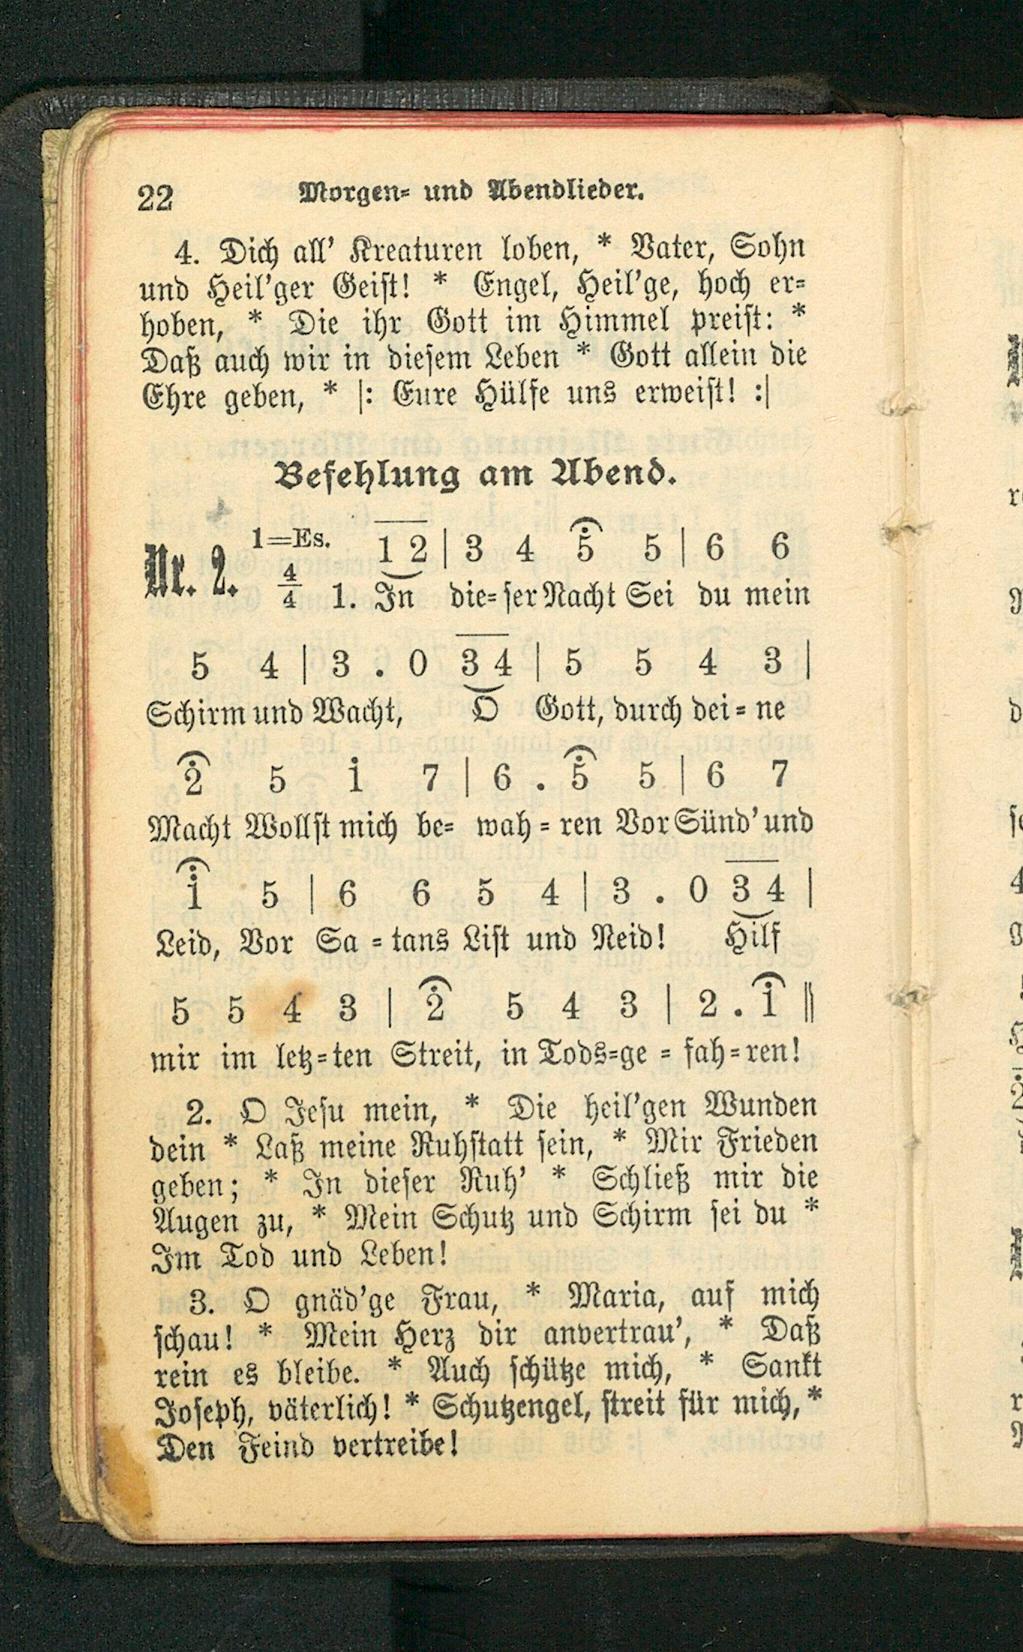 22 Morgen- und Abendlieder.
4. Dich all' Kreaturen loben, * Vater, Sohn
und Heil'ger Geist! * Engel, Heil'ge, hoch er-
hoben, * Die ihr Gott im Himmel preist: *
Daß auch wir in diesem Leben * Gott allein die
Ehre geben, * |: Eure Hülfe uns erweist! :|
Befehlung am Abend.
Nr. 2. 1=Es. 4/4 1 2 | 3 4 5 5 | 6 6
1. In die-ser Nacht Sei du mein
5 4 | 3 . 0 3 4 | 5 5 4 3 |
Schirm und Wacht, O Gott, durch dei-ne
2 5 i 7 | 6 . 5 5 | 6 7
Macht Wollst mich be- wah-ren Vor Sünd' und
i 5 | 6 6 5 4 | 3 . 0 3 4 |
Leid, Vor Sa-tans List und Neid! Hilf
5 5 4 3 | 2 5 4 3 | 2 . 1 ||
mir im letz-ten Streit, in Tods-ge-fah-ren!
2. O Jesu mein, * Die heil'gen Wunden
dein * Laß meine Ruhstatt sein, * Mir Frieden
geben; * In dieser Ruh' * Schließ mir die
Augen zu, * Mein Schutz und Schirm sei du *
Im Tod und Leben!
3. O gnäd'ge Frau, * Maria, auf mich
schau! * Mein Herz dir anvertrau', * Daß
rein es bleibe. * Auch schütze mich, * Sankt
Joseph, väterlich! * Schutzengel, streit für mich, *
Den Feind vertreibe!